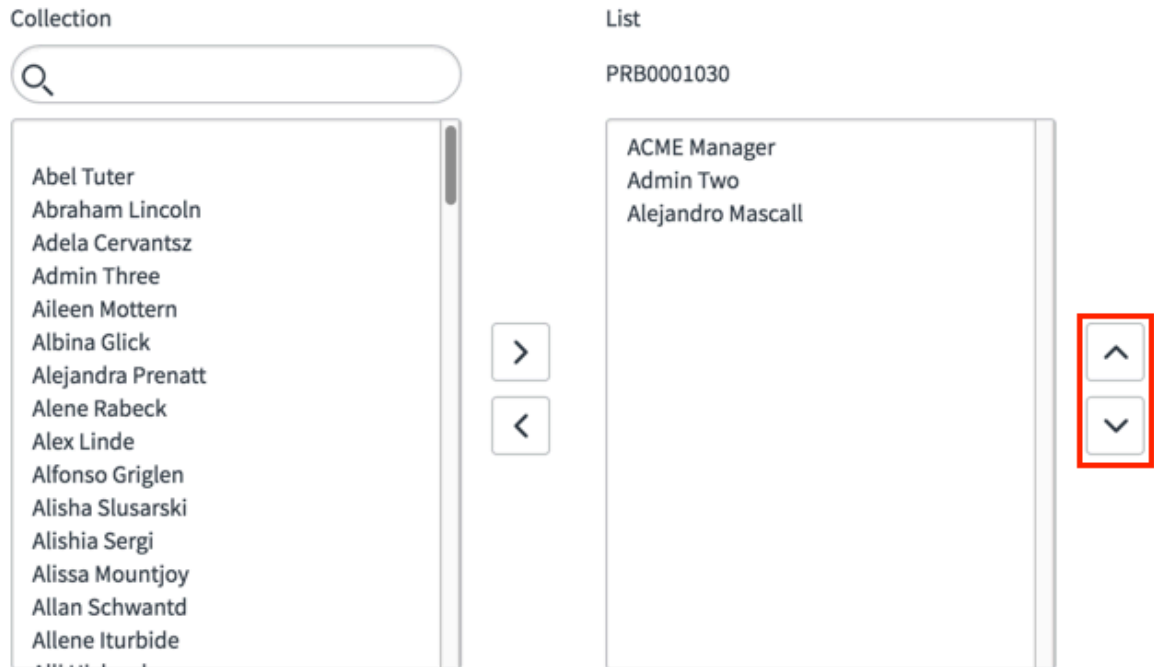 Collection
Abel Tuter
Abraham Lincoln
Adela Cervantsz
Admin Three
Aileen Mottern
Albina Glick
Alejandra Prenatt
Alene Rabeck
Alex Linde
Alfonso Griglen
Alisha Slusarski
Alishia Sergi
Alissa Mountjoy
Allan Schwantd
Allene Iturbide
List
PRB0001030
ACME Manager
Admin Two
Alejandro Mascall